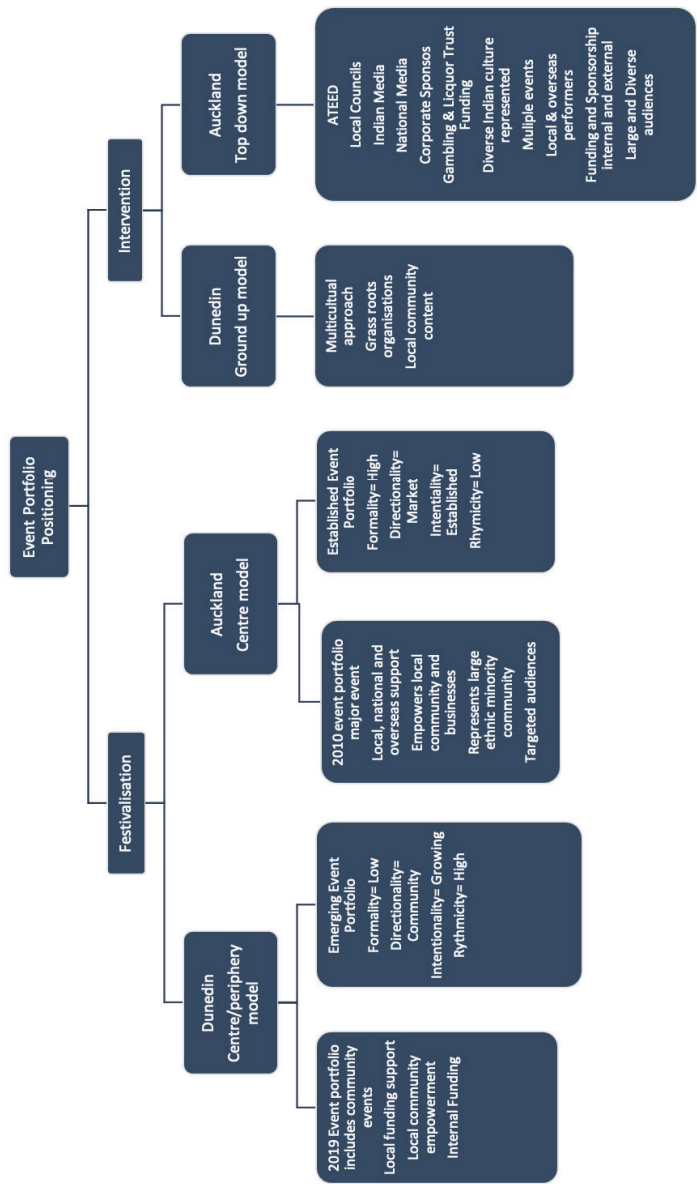 Event Portfolio
Positioning
Festivalisation
Intervention
Dunedin
Centre/periphery
model
Auckland
Centre model
Dunedin
Ground up model
Auckland
Top down model
2019 Event portfolio
includes community
events
Local funding support
Local community
empowerment
Internal Funding
Emerging Event
Portfolio
Formality= Low
Directionality=
Community
Intentionality= Growing
Rythmicity= High
2010 event portfolio
major event
Local, national and
overseas support
Empowers local
community and
businesses
Represents large
ethnic minority
community
Targeted audiences
Established Event
Portfolio
Formality= High
Directionality=
Market
Intentiality=
Established
Rhymicity= Low
Multicultual
approach
Grass roots
organisations
Local community
content
ATEED
Local Councils
Indian Media
National Media
Corporate Sponsos
Gambling & Licquor Trust
Funding
Diverse Indian culture
represented
Muliple events
Local & overseas
performers
Funding and Sponsorship
internal and external
Large and Diverse
audiences